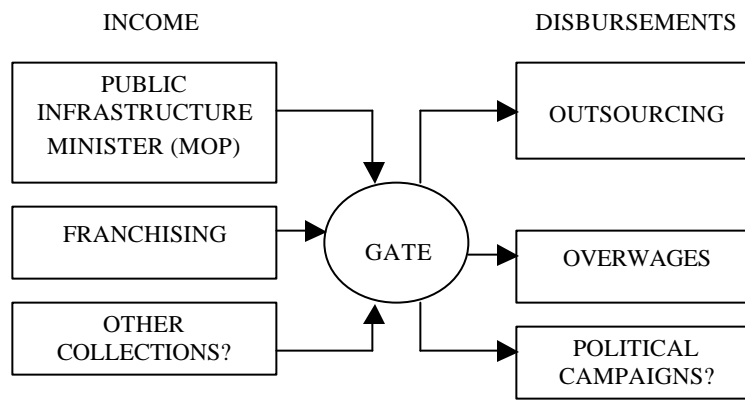 INCOME
DISBURSEMENTS
PUBLIC
INFRASTRUCTURE
MINISTER (MOP)
FRANCHISING
OTHER
COLLECTIONS?
GATE
OUTSOURCING
OVERWAGES
POLITICAL
CAMPAIGNS?